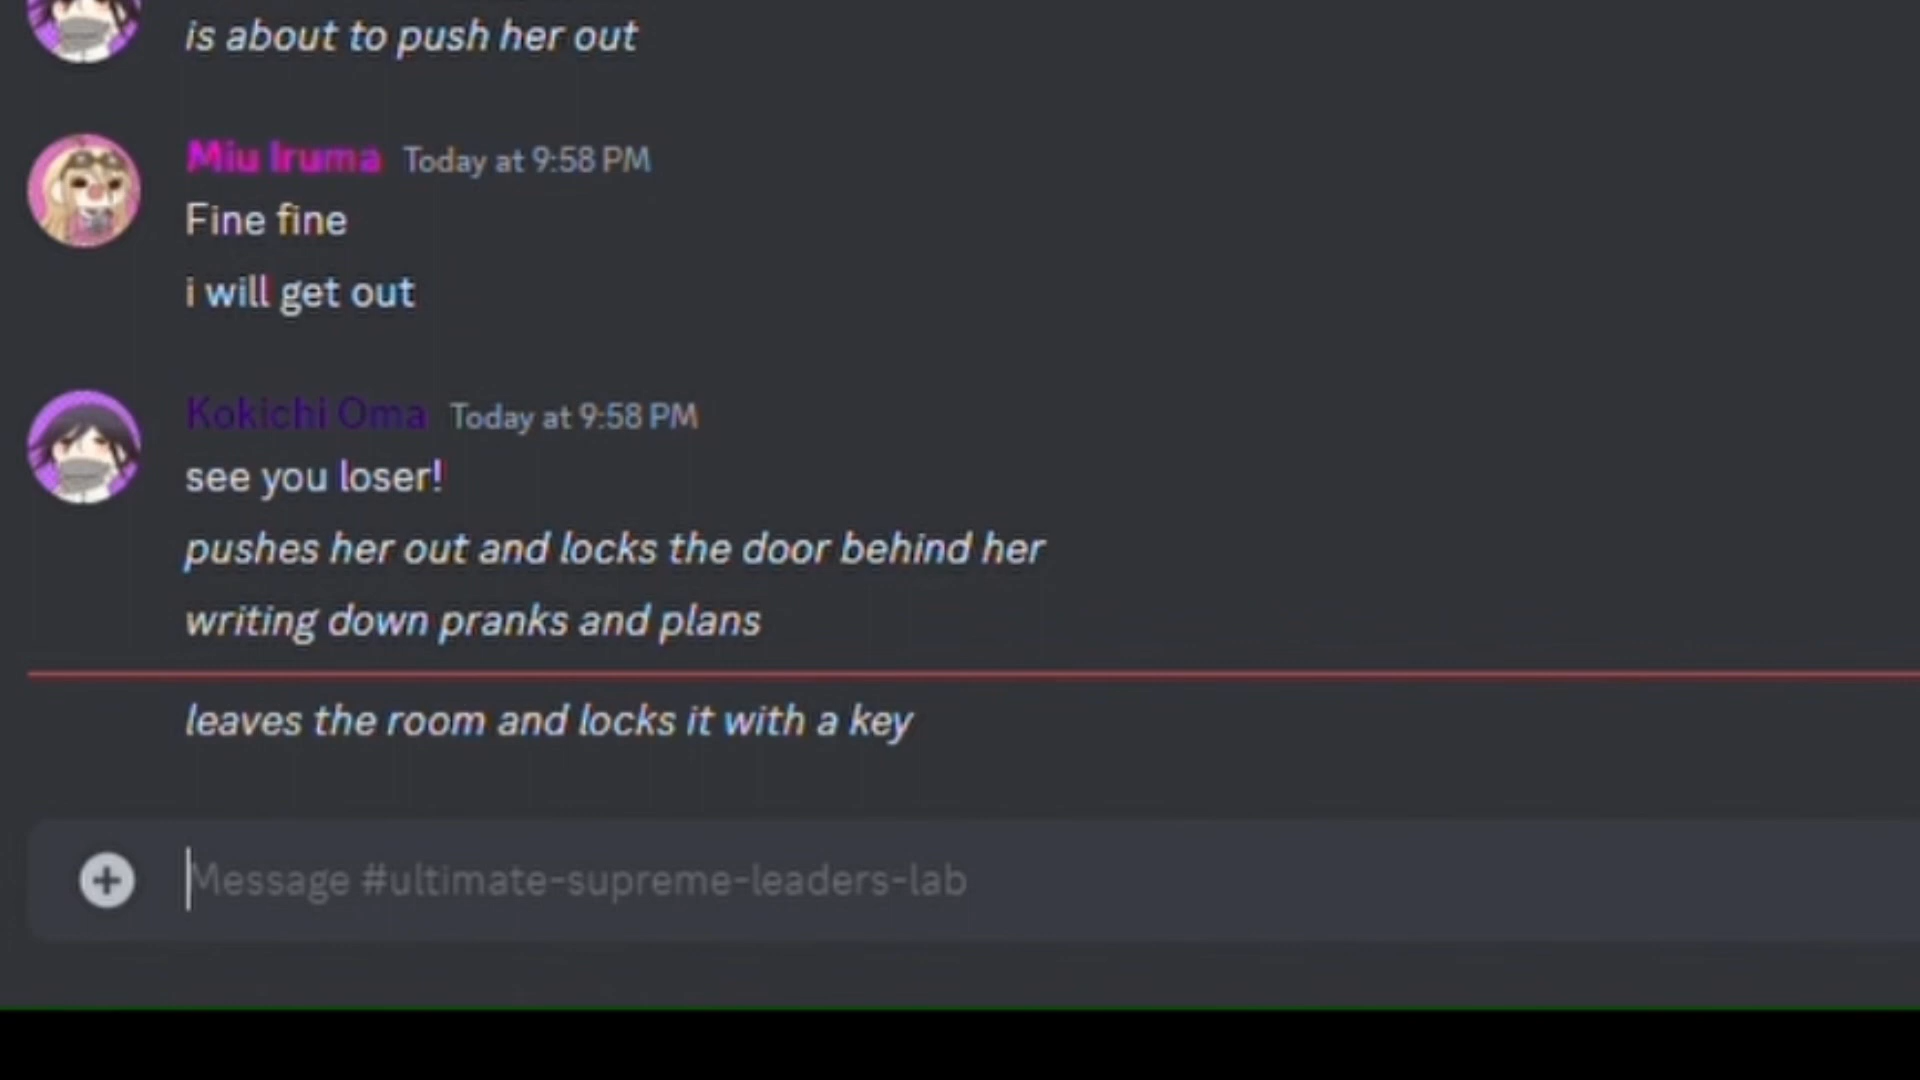 is about to push her out
Miu Iruma Today at 9:58 PM
Fine fine
i will get out
Kokichi Oma Today at 9:58 PM
see you loser!
pushes her out and locks the door behind her
writing down pranks and plans
leaves the room and locks it with a key
Message #ultimate-supreme-leaders-lab